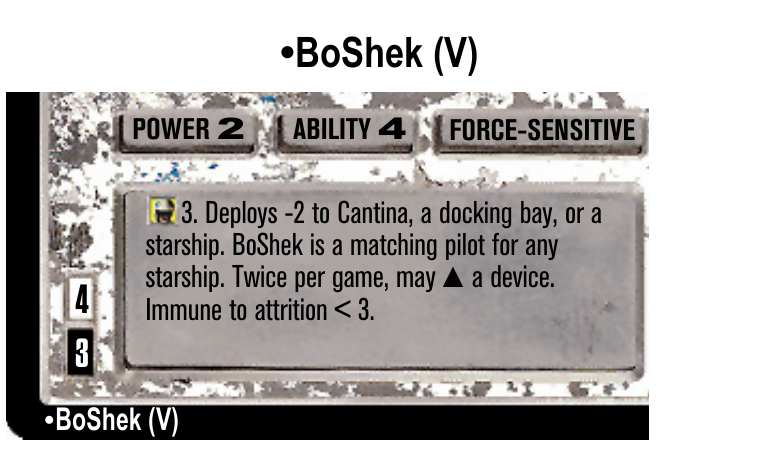 •BoShek (V)
POWER 2 ABILITY 4 FORCE-SENSITIVE
3. Deploys -2 to Cantina, a docking bay, or a
starship. BoShek is a matching pilot for any
starship. Twice per game, may ▲ a device.
Immune to attrition < 3.
4
3
•BoShek (V)